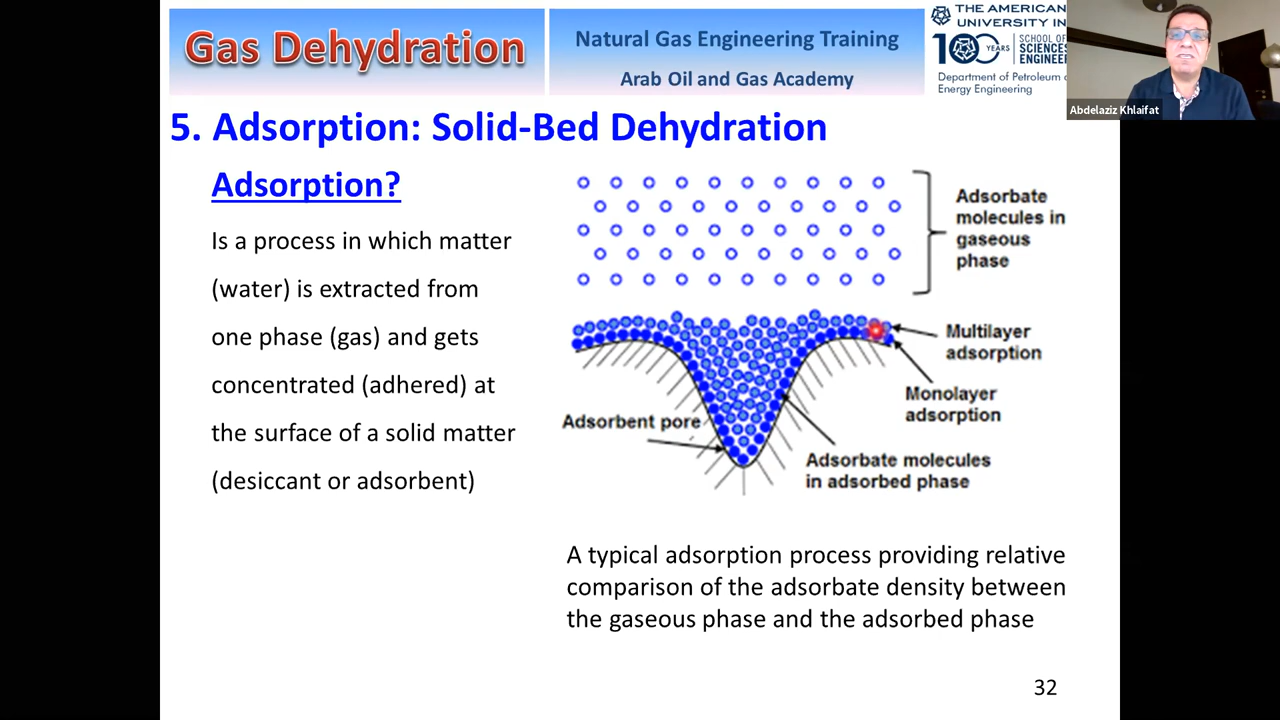 Gas Dehydration
Natural Gas Engineering Training
Arab Oil and Gas Academy
THE AMERICAN
UNIVERSITY IN
100 YEARS
SCHOOL OF
SCIENCES
ENGINEE
Department of Petroleum
Energy Engineering
Abdelaziz Khlaifat
5. Adsorption: Solid-Bed Dehydration
Adsorption?
Is a process in which matter
(water) is extracted from
one phase (gas) and gets
concentrated (adhered) at
the surface of a solid matter
(desiccant or adsorbent)
Adsorbate
molecules in
gaseous
phase
Multilayer
adsorption
Monolayer
adsorption
Adsorbent pore
Adsorbate molecules
in adsorbed phase
A typical adsorption process providing relative
comparison of the adsorbate density between
the gaseous phase and the adsorbed phase
32